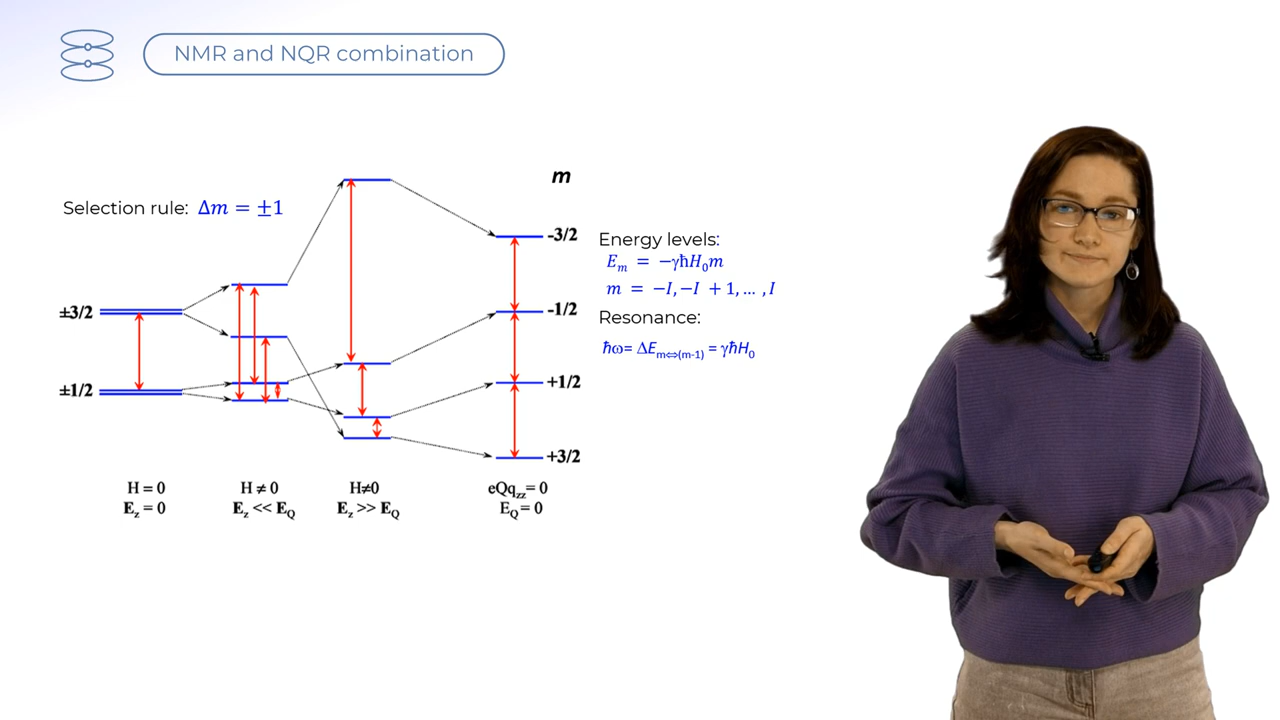 NMR and NQR combination
Selection rule: Δm = ±1
m
-3/2
±3/2
-1/2
±1/2
+1/2
+3/2
Energy levels:
Eₘ = −γħH₀m
m = −I,−I + 1,… ,I
Resonance:
ħω= ΔEm⇔(m-1) = γħH₀
H = 0
E_z = 0
H ≠ 0
E_z << E_Q
H≠0
E_z >> E_Q
eQq_zz = 0
E_Q = 0